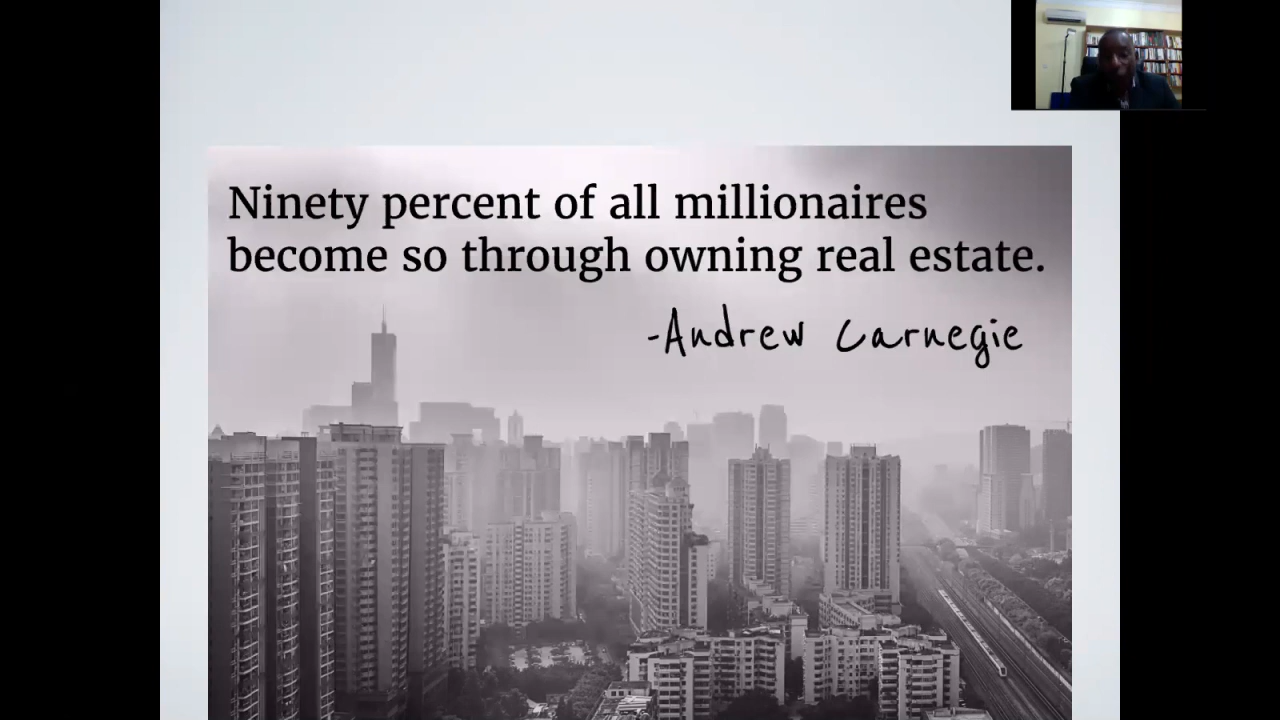 Ninety percent of all millionaires
become so through owning real estate.
-Andrew Carnegie